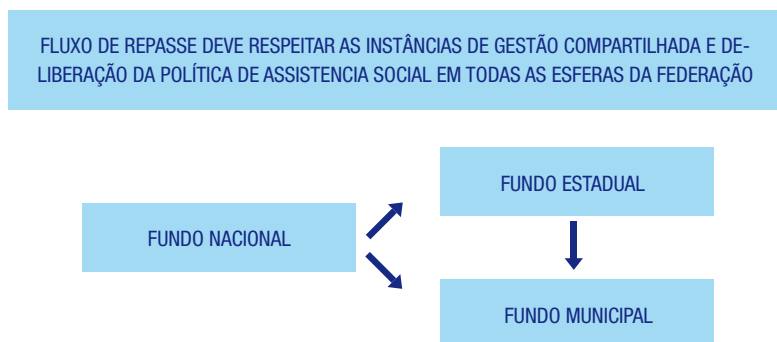 FLUXO DE REPASSE DEVE RESPEITAR AS INSTÂNCIAS DE GESTÃO COMPARTILHADA E DE-
LIBERAÇÃO DA POLÍTICA DE ASSISTENCIA SOCIAL EM TODAS AS ESFERAS DA FEDERAÇÃO
FUNDO ESTADUAL
FUNDO NACIONAL
FUNDO MUNICIPAL